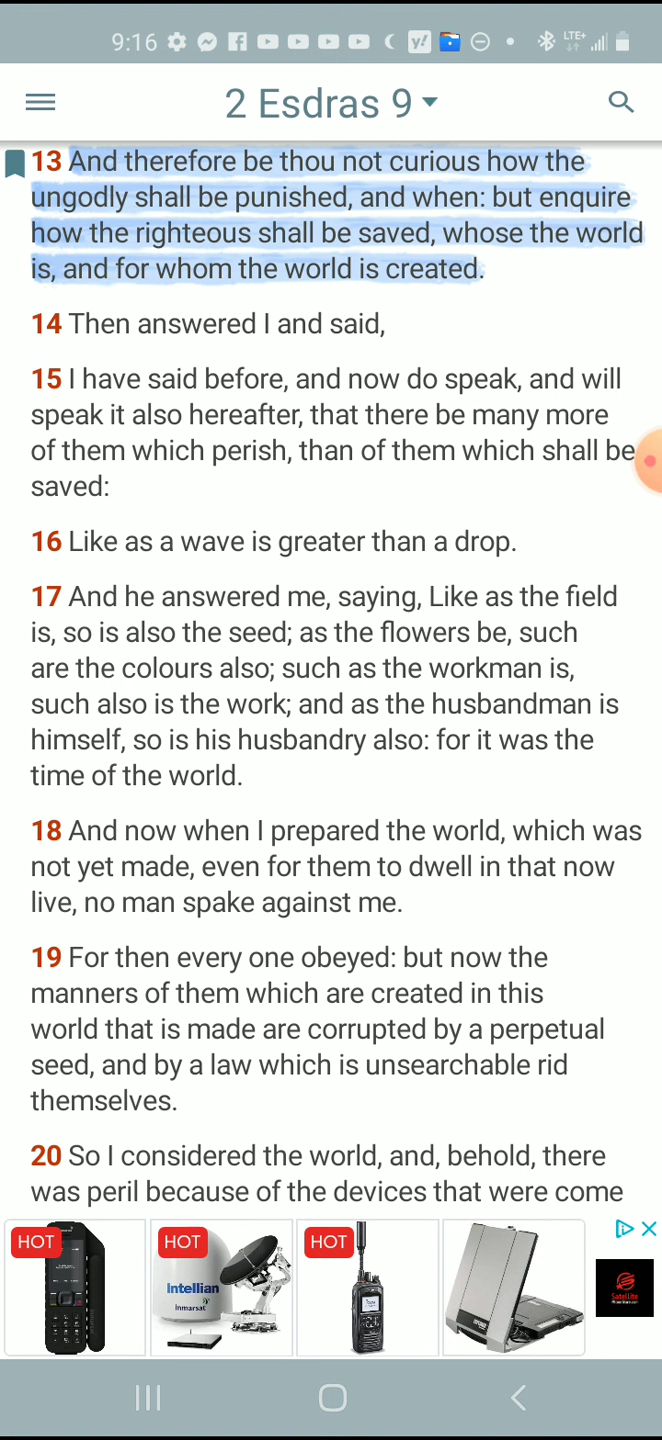 9:16
LTE+
2 Esdras 9
13 And therefore be thou not curious how the
ungodly shall be punished, and when: but enquire
how the righteous shall be saved, whose the world
is, and for whom the world is created.
14 Then answered I and said,
15 I have said before, and now do speak, and will
speak it also hereafter, that there be many more
of them which perish, than of them which shall be
saved:
16 Like as a wave is greater than a drop.
17 And he answered me, saying, Like as the field
is, so is also the seed; as the flowers be, such
are the colours also; such as the workman is,
such also is the work; and as the husbandman is
himself, so is his husbandry also: for it was the
time of the world.
18 And now when I prepared the world, which was
not yet made, even for them to dwell in that now
live, no man spake against me.
19 For then every one obeyed: but now the
manners of them which are created in this
world that is made are corrupted by a perpetual
seed, and by a law which is unsearchable rid
themselves.
20 So I considered the world, and, behold, there
was peril because of the devices that were come
HOT
HOT
HOT
Intellian
inmarsat
Satellite